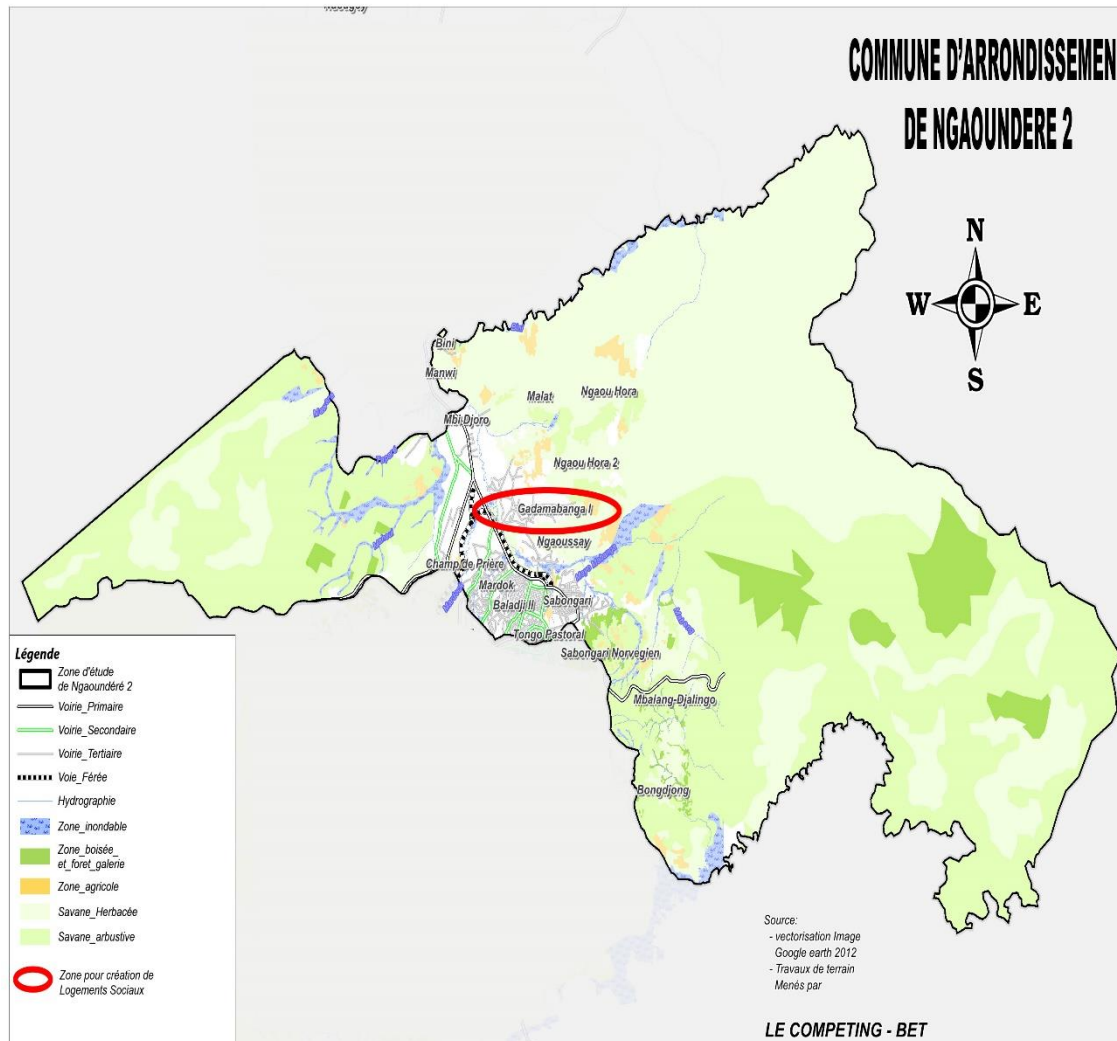 COMMUNE D'ARRONDISSEMEN
DE NGAOUNDERE 2
N
W
E
S
Bini
Manwi
Malat
Ngaou Hora
Mbi Djoro
Ngaou Hora 2
Gadamabanga I
Ngaoussay
Champ de Prière
Mardok
Baladji II
Sabongari
Tongo Pastoral
Sabongari Norvegien
Mbaïang-Djalingo
Bongdjong
Légende
Zone d'étude
de Ngaoundéré 2
Voirie_Primaire
Voirie_Secondaire
Voirie_Tertiaire
Voie_Férée
Hydrographie
Zone_inondable
Zone_boisée_
et_foret_galerie
Zone_agricole
Savane_Herbacée
Savane_arbustive
Zone pour création de
Logements Sociaux
Source:
- vectorisation Image
Google earth 2012
- Travaux de terrain
Menés par
LE COMPETING - BET